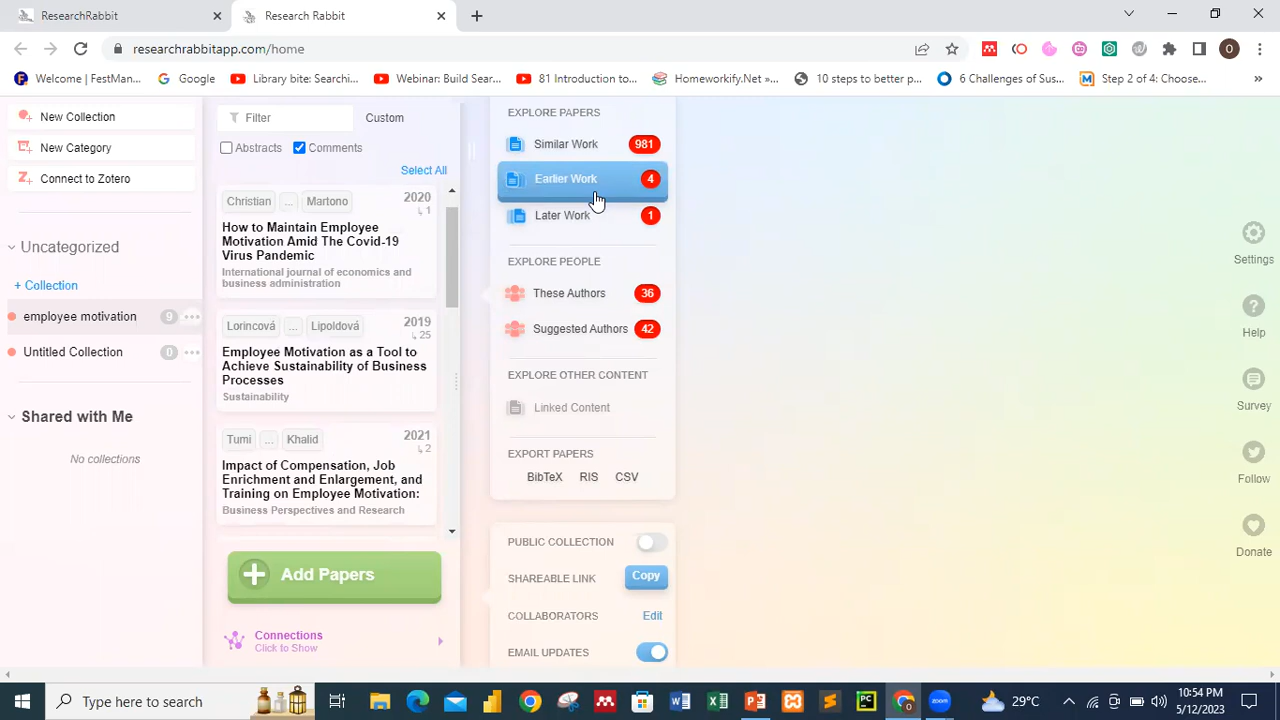 ResearchRabbit
Research Rabbit
researchrabbitapp.com/home
O
Welcome | FestMan...
Google
Library bite: Searchi...
Webinar: Build Sear...
81 Introduction to...
Homeworkify.Net »...
10 steps to better p...
6 Challenges of Sus...
Step 2 of 4: Choose...
New Collection
New Category
Connect to Zotero
Uncategorized
+ Collection
employee motivation 9
Untitled Collection 0
Shared with Me
No collections
Filter
Custom
Abstracts
Comments
Select All
Christian ... Martono 2020
1
How to Maintain Employee
Motivation Amid The Covid-19
Virus Pandemic
International journal of economics and
business administration
Lorincová ... Lipoldová 2019
25
Employee Motivation as a Tool to
Achieve Sustainability of Business
Processes
Sustainability
Tumi ... Khalid 2021
2
Impact of Compensation, Job
Enrichment and Enlargement, and
Training on Employee Motivation:
Business Perspectives and Research
Add Papers
Connections
Click to Show
EXPLORE PAPERS
Similar Work 981
Earlier Work 4
Later Work 1
EXPLORE PEOPLE
These Authors 36
Suggested Authors 42
EXPLORE OTHER CONTENT
Linked Content
EXPORT PAPERS
BibTeX RIS CSV
PUBLIC COLLECTION
SHAREABLE LINK Copy
COLLABORATORS Edit
EMAIL UPDATES
Settings
Help
Survey
Follow
Donate
Type here to search
zoom
29°C
10:54 PM
5/12/2023